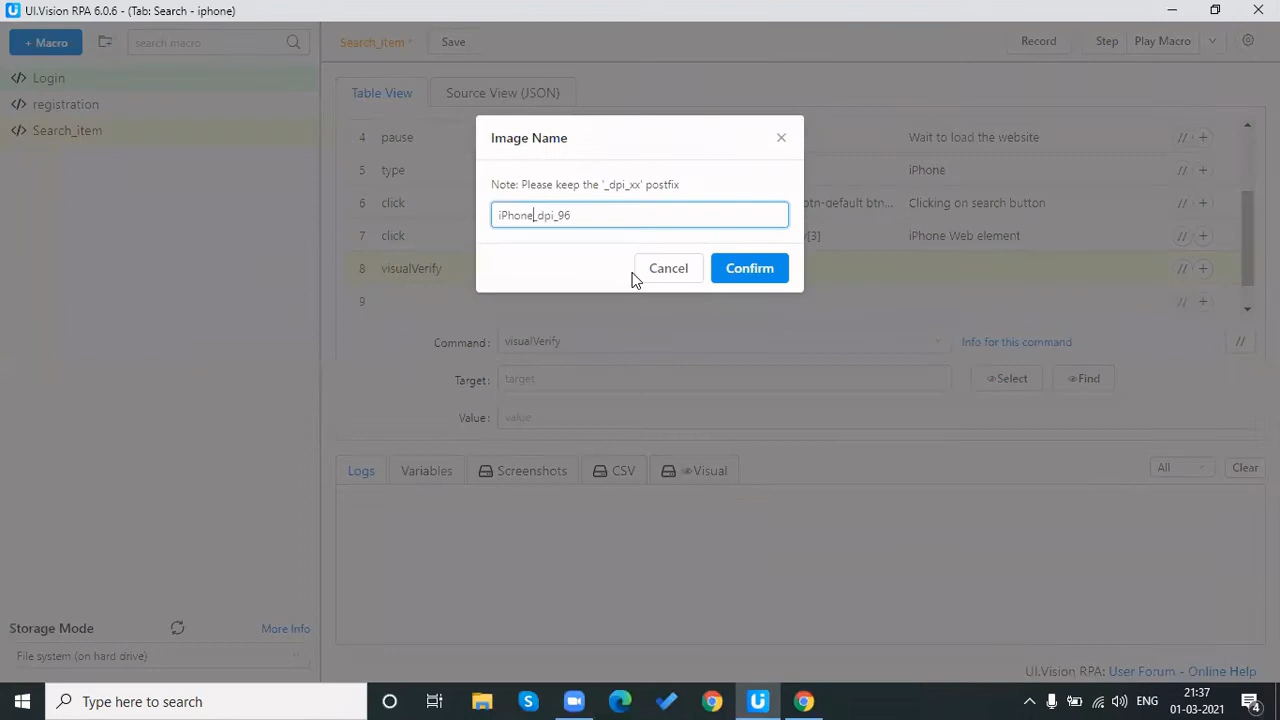 UI.Vision RPA 6.0.6 - (Tab: Search - iphone)
+ Macro
search macro
Search_item*
Save
Record
Step
Play Macro
Login
registration
Search_item
Table View
Source View (JSON)
Image Name
Note: Please keep the '_dpi_xx' postfix
iPhone_dpi_96
Cancel
Confirm
4 pause Wait to load the website //
5 type iPhone //
6 click btn-default btn... Clicking on search button //
7 click y[3] iPhone Web element //
8 visualVerify //
9 //
Command: visualVerify Info for this command //
Target: target Select Find
Value: value
Logs
Variables
Screenshots
CSV
Visual
All
Clear
Storage Mode
More Info
File system (on hard drive)
UI.Vision RPA: User Forum - Online Help
Type here to search
ENG
21:37
01-03-2021
4